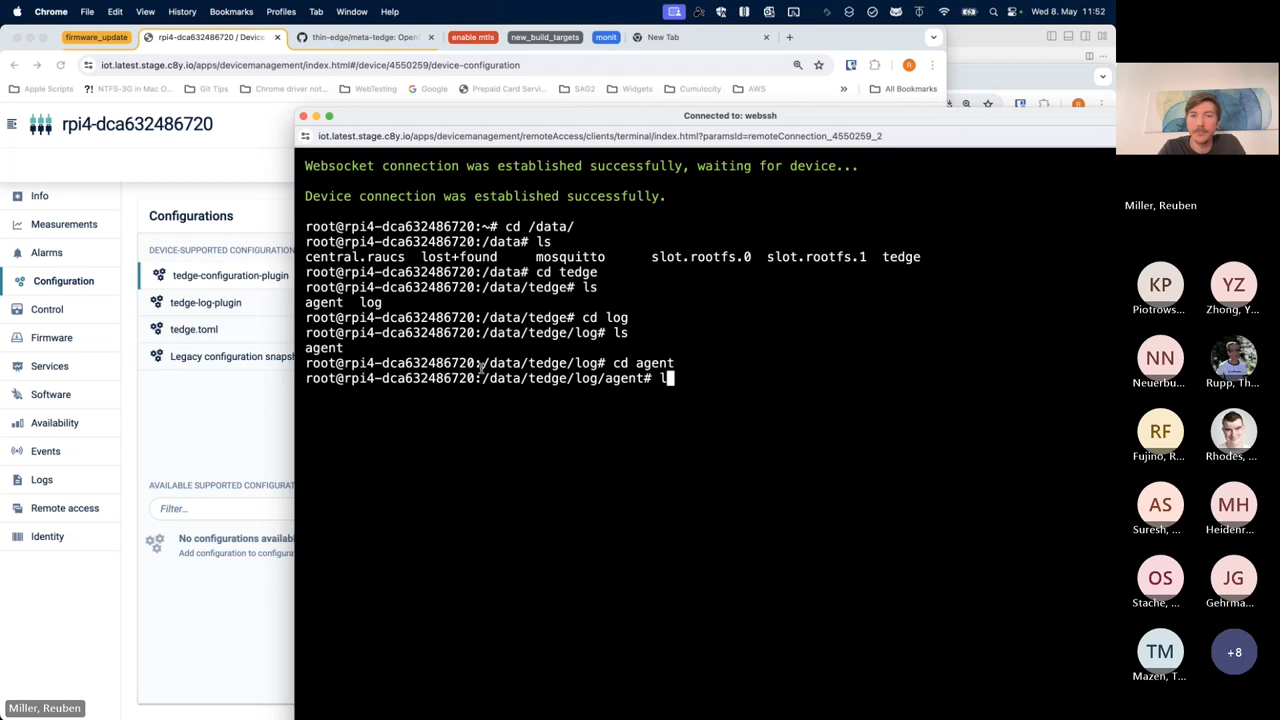 Chrome File Edit View History Bookmarks Profiles Tab Window Help Wed 8. May 11:52
firmware_update rpi4-dca632486720 / Device thin-edge/meta-tedge: Open enable mtls new_build_targets monit New Tab
iot.latest.stage.c8y.io/apps/devicemanagement/index.html#/device/4550259/device-configuration
Apple Scripts NTFS-3G in Mac O... Git Tips Chrome driver not... WebTesting Google Prepaid Card Servi... SAG2 Widgets Cumulocity AWS » All Bookmarks
rpi4-dca632486720
Connected to: webssh
iot.latest.stage.c8y.io/apps/devicemanagement/remoteAccess/clients/terminal/index.html?paramsId=remoteConnection_4550259_2
Websocket connection was established successfully, waiting for device...
Device connection was established successfully.
root@rpi4-dca632486720:~# cd /data/
root@rpi4-dca632486720:/data# ls
central.raucs lost+found mosquitto slot.rootfs.0 slot.rootfs.1 tedge
root@rpi4-dca632486720:/data# cd tedge
root@rpi4-dca632486720:/data/tedge# ls
agent log
root@rpi4-dca632486720:/data/tedge# cd log
root@rpi4-dca632486720:/data/tedge/log# ls
agent
root@rpi4-dca632486720:/data/tedge/log# cd agent
root@rpi4-dca632486720:/data/tedge/log/agent# l
Info
Measurements
Alarms
Configuration
Control
Firmware
Services
Software
Availability
Events
Logs
Remote access
Identity
Configurations
DEVICE-SUPPORTED CONFIGURATION
tedge-configuration-plugin
tedge-log-plugin
tedge.toml
Legacy configuration snapsh
AVAILABLE SUPPORTED CONFIGURAT
Filter...
No configurations availab
Add configuration to configura
Miller, Reuben
KP
Piotrows...
YZ
Zhong, Y...
NN
Neuerbu...
Rupp, Th...
RF
Fujino, R...
Rhodes, ...
AS
Suresh, ...
MH
Heidenr...
OS
Stache, ...
JG
Gehrma...
TM
Mazen, T...
+8
Miller, Reuben